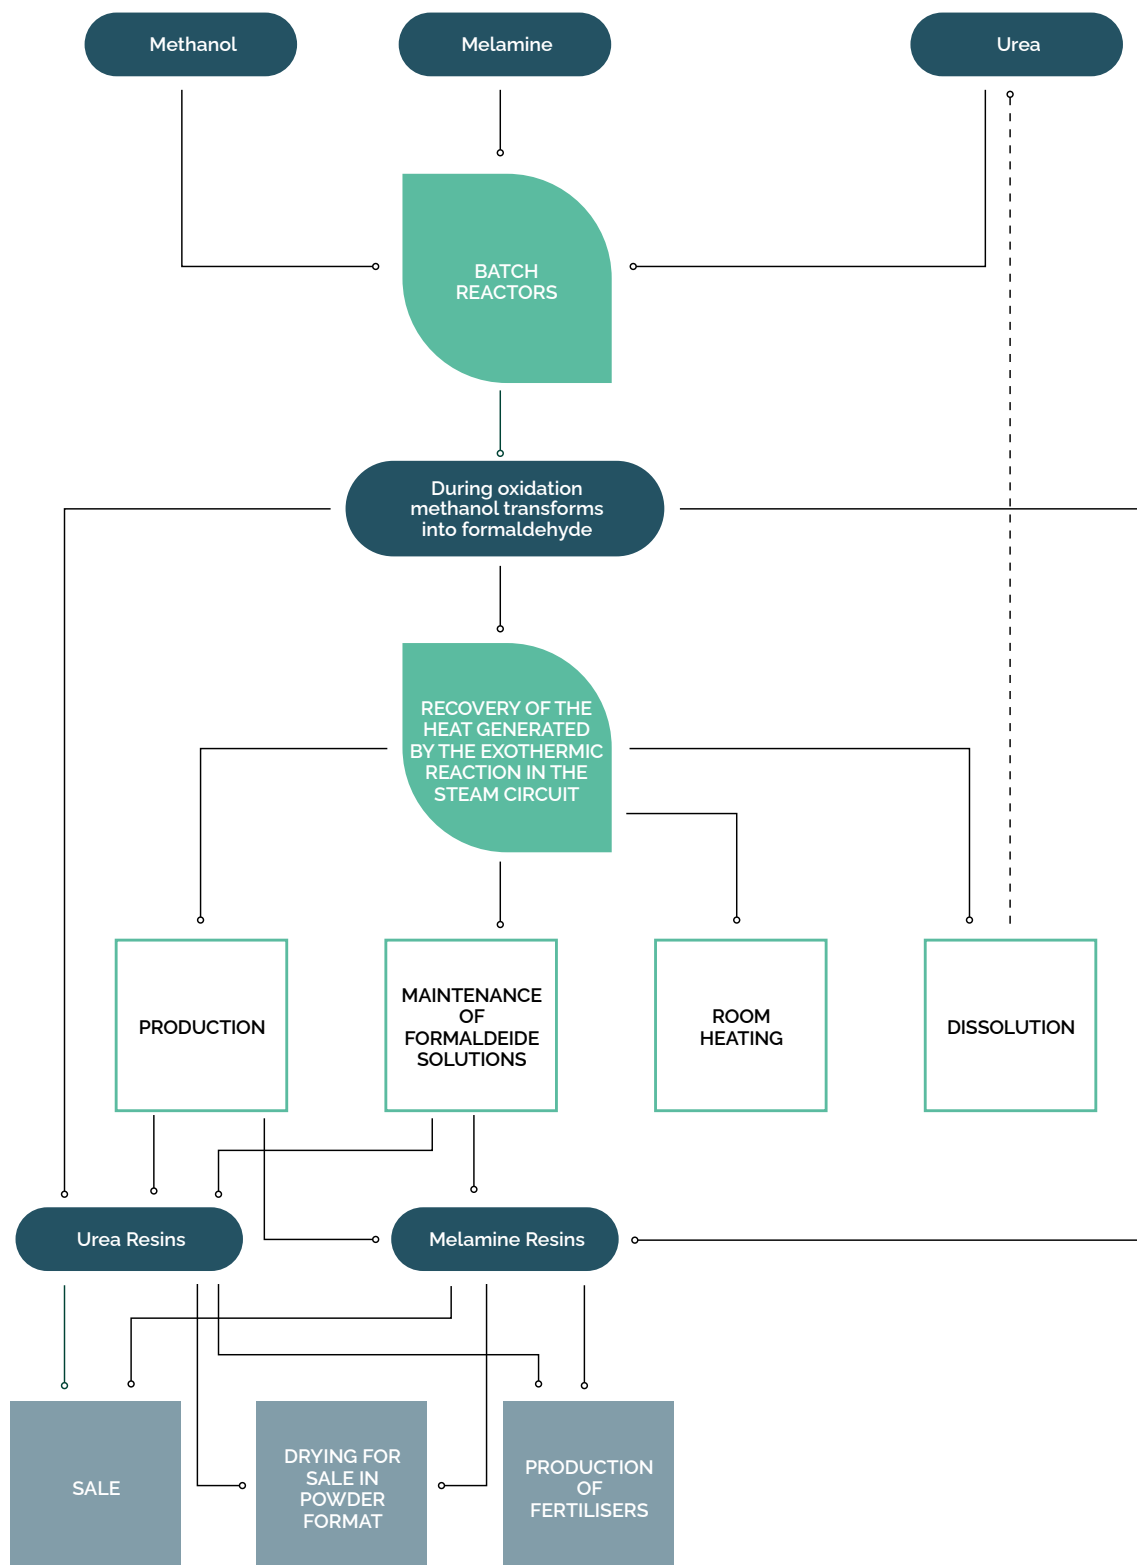 Methanol
Melamine
Urea
BATCH
REACTORS
During oxidation
methanol transforms
into formaldehyde
RECOVERY OF THE
HEAT GENERATED
BY THE EXOTHERMIC
REACTION IN THE
STEAM CIRCUIT
PRODUCTION
MAINTENANCE
OF
FORMALDEIDE
SOLUTIONS
ROOM
HEATING
DISSOLUTION
Urea Resins
Melamine Resins
SALE
DRYING FOR
SALE IN
POWDER
FORMAT
PRODUCTION
OF
FERTILISERS